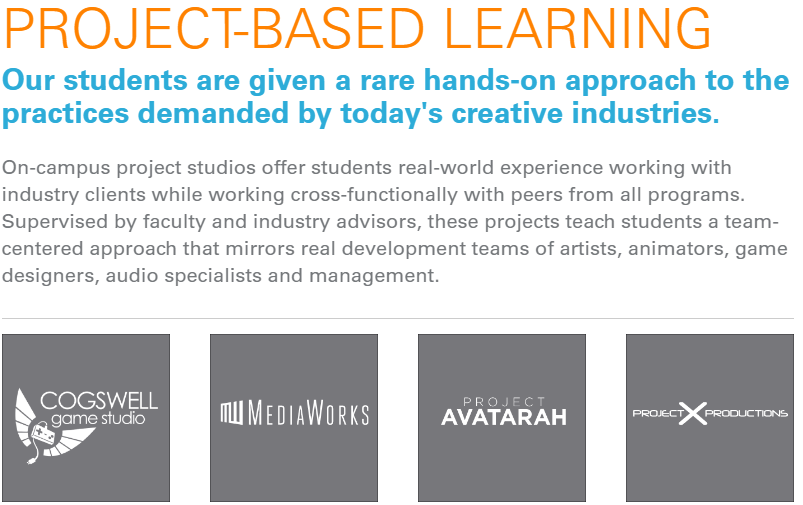 PROJECT-BASED LEARNING
Our students are given a rare hands-on approach to the
practices demanded by today's creative industries.
On-campus project studios offer students real-world experience working with
industry clients while working cross-functionally with peers from all programs.
Supervised by faculty and industry advisors, these projects teach students a team-
centered approach that mirrors real development teams of artists, animators, game
designers, audio specialists and management.
COGSWELL
game studio
MW MEDIAWORKS
PROJECT
AVATARAH
PROJECT X PRODUCTIONS